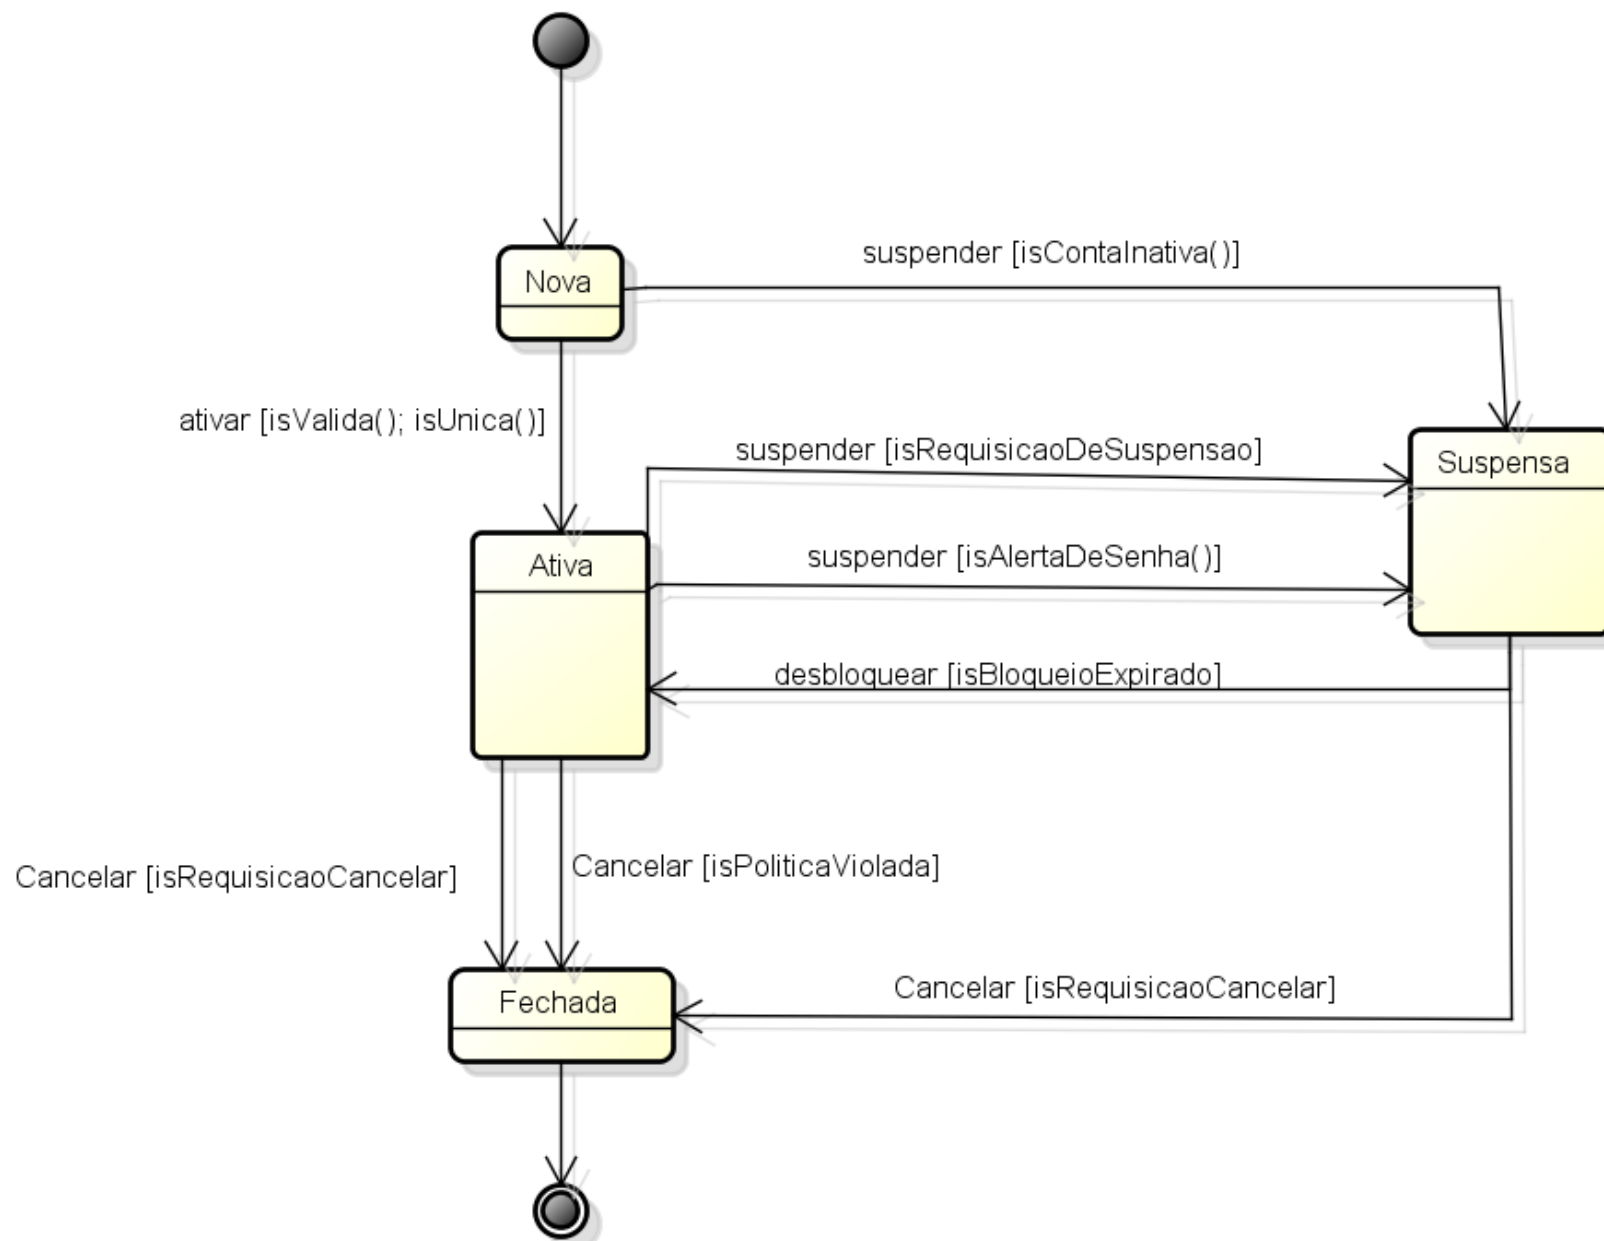 Nova
suspender [isContaInativa()]
ativar [isValida(); isUnica()]
suspender [isRequisicaoDeSuspensao]
Suspensa
Ativa
suspender [isAlertaDeSenha()]
desbloquear [isBloqueioExpirado]
Cancelar [isRequisicaoCancelar]
Cancelar [isPoliticaViolada]
Cancelar [isRequisicaoCancelar]
Fechada